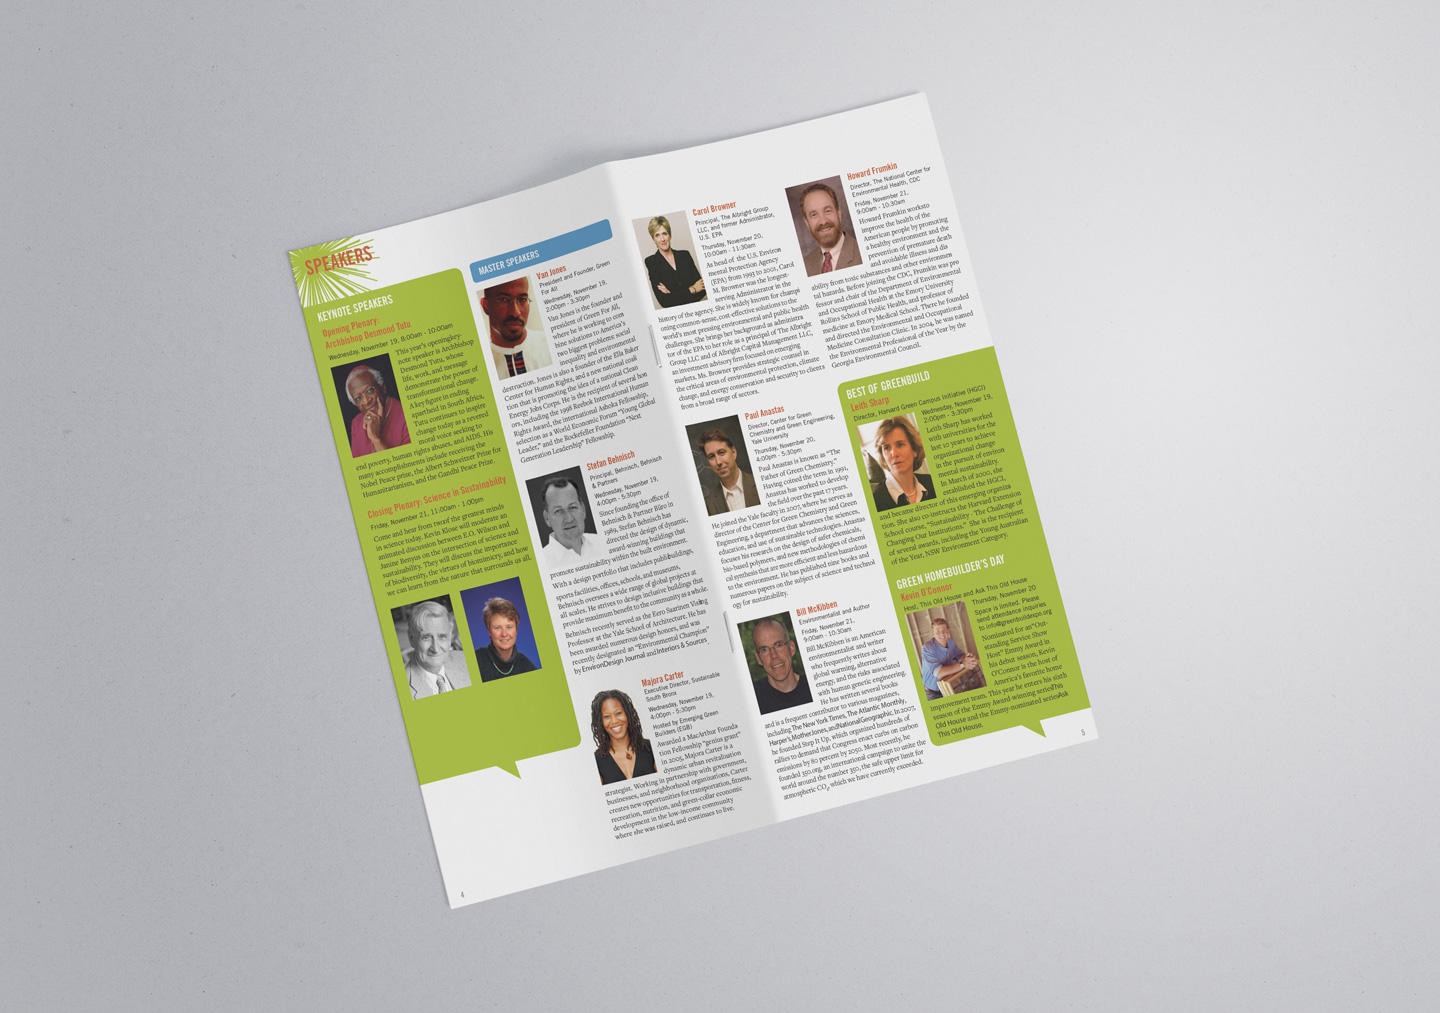 SPEAKERS
KEYNOTE SPEAKERS
Opening Plenary:
Archbishop Desmond Tutu
Wednesday, November 19, 8:00am - 10:00am
This year's openingkey-
note speaker is Archbishop
Desmond Tutu, whose
life, work, and message
demonstrate the power of
transformational change.
A key figure in ending
apartheid in South Africa,
Tutu continues to inspire
change today as a revered
moral voice seeking to
end poverty, human rights abuses, and AIDS. His
many accomplishments include receiving the
Nobel Peace prize, the Albert Schweitzer Prize for
Humanitarianism, and the Gandhi Peace Prize.
Closing Plenary: Science in Sustainability
Friday, November 21, 11:00am - 1:00pm
Come and hear from twof the greatest minds
in science today. Kevin Klose will moderate an
animated discussion between E.O. Wilson and
Janine Benyus on the intersection of science and
sustainability. They will discuss the importance
of biodiversity, the virtues of biomimicry, and how
we can learn from the nature that surrounds us all.
4
MASTER SPEAKERS
Van Jones
President and Founder, Green
For All
Wednesday, November 19,
2:00pm - 3:30pm
Van Jones is the founder and
president of Green For All,
where he is working to com
bine solutions to America's
two biggest problems: social
inequality and environmental
destruction. Jones is also a founder of the Ella Baker
Center for Human Rights, and a new national coali
tion that is promoting the idea of a national Clean
Energy Jobs Corps. He is the recipient of several hon
ors, including the 1998 Reebok International Human
Rights Award, the international Ashoka Fellowship,
selection as a World Economic Forum "Young Global
Leader," and the Rockefeller Foundation "Next
Generation Leadership" Fellowship.
Stefan Behnisch
Principal, Behnisch, Behnisch
& Partners
Wednesday, November 19,
4:00pm - 5:30pm
Since founding the office of
Behnisch & Partner Büro in
1989, Stefan Behnisch has
directed the design of dynamic,
award-winning buildings that
promote sustainability within the built environment.
With a design portfolio that includes public buildings,
sports facilities, offices, schools, and museums,
Behnisch oversees a wide range of global projects at
all scales. He strives to design inclusive buildings that
provide maximum benefit to the community as a whole.
Behnisch recently served as the Eero Saarinen Visiting
Professor at the Yale School of Architecture. He has
been awarded numerous design honors, and was
recently designated an "Environmental Champion"
by EnvironDesign Journal and Interiors & Sources.
Majora Carter
Executive Director, Sustainable
South Bronx
Wednesday, November 19,
4:00pm - 5:30pm
Hosted by Emerging Green
Builders (EGB)
Awarded a MacArthur Founda
tion Fellowship "genius grant"
in 2005, Majora Carter is a
dynamic urban revitalisation
strategist. Working in partnership with government,
businesses, and neighborhood organizations, Carter
creates new opportunities for transportation, fitness,
recreation, nutrition, and green-collar economic
development in the low-income community
where she was raised, and continues to live.
Carol Browner
Principal, The Albright Group
LLC, and former Administrator,
U.S. EPA
Thursday, November 20,
10:00am - 11:30am
As head of the U.S. Environ
mental Protection Agency
(EPA) from 1993 to 2001, Carol
M. Browner was the longest-
serving Administrator in the
history of the agency. She is widely known for champi
oning common-sense, cost-effective solutions to the
world's most pressing environmental and public health
challenges. She brings her background as administra
tor of the EPA to her role as a principal of The Albright
Group LLC and of Albright Capital Management LLC,
an investment advisory firm focused on emerging
markets. Ms. Browner provides strategic counsel in
the critical areas of environmental protection, climate
change, and energy conservation and security to clients
from a broad range of sectors.
Paul Anastas
Director, Center for Green
Chemistry and Green Engineering,
Yale University
Thursday, November 20,
4:00pm - 5:30pm
Paul Anastas is known as "The
Father of Green Chemistry."
Having coined the term in 1991,
Anastas has worked to develop
the field over the past 17 years.
He joined the Yale faculty in 2007, where he serves as
director of the Center for Green Chemistry and Green
Engineering, a department that advances the sciences,
education, and use of sustainable technologies. Anastas
focuses his research on the design of safer chemicals,
bio-based polymers, and new methodologies of chemi
cal synthesis that are more efficient and less hazardous
to the environment. He has published nine books and
numerous papers on the subject of science and technol
ogy for sustainability.
Bill McKibben
Environmentalist and Author
Friday, November 21,
9:00am - 10:30am
Bill McKibben is an American
environmentalist and writer
who frequently writes about
global warming, alternative
energy, and the risks associated
with human genetic engineering.
He has written several books
and is a frequent contributor to various magazines,
including The New York Times, The Atlantic Monthly,
Harper's, Mother Jones, and National Geographic. In 2007,
he founded Step It Up, which organized hundreds of
rallies to demand that Congress enact curbs on carbon
emissions by 80 percent by 2050. Most recently, he
founded 350.org, an international campaign to unite the
world around the number 350, the safe upper limit for
atmospheric CO2, which we have currently exceeded.
Howard Frumkin
Director, The National Center for
Environmental Health, CDC
Friday, November 21,
9:00am - 10:30am
Howard Frumkin worksto
improve the health of the
American people by promoting
a healthy environment and the
prevention of premature death
and avoidable illness and dis
ability from toxic substances and other environmen
tal hazards. Before joining the CDC, Frumkin was pro
fessor and chair of the Department of Environmental
and Occupational Health at the Emory University
Rollins School of Public Health, and professor of
medicine at Emory Medical School. There he founded
and directed the Environmental and Occupational
Medicine Consultation Clinic. In 2004, he was named
the Environmental Professional of the Year by the
Georgia Environmental Council.
BEST OF GREENBUILD
Leith Sharp
Director, Harvard Green Campus Initiative (HGCI)
Wednesday, November 19,
2:00pm - 3:30pm
Leith Sharp has worked
with universities for the
last 10 years to achieve
organizational change
in the pursuit of environ
mental sustainability.
In March of 2000, she
established the HGCI,
and became director of this emerging organiza
tion. She also co-instructs the Harvard Extension
School course, "Sustainability - The Challenge of
Changing Our Institutions." She is the recipient
of several awards, including the Young Australian
of the Year, NSW Environment Category.
GREEN HOMEBUILDER'S DAY
Kevin O'Connor
Host, This Old House and Ask This Old House
Thursday, November 20
Space is limited. Please
send attendance inquiries
to info@greenbuildexpo.org
Nominated for an "Out-
standing Service Show
Host" Emmy Award in
his debut season, Kevin
O'Connor is the host of
America's favorite home
improvement team. This year he enters his sixth
season of the Emmy Award-winning seriesThis
Old House and the Emmy-nominated seriesAsk
This Old House.
5